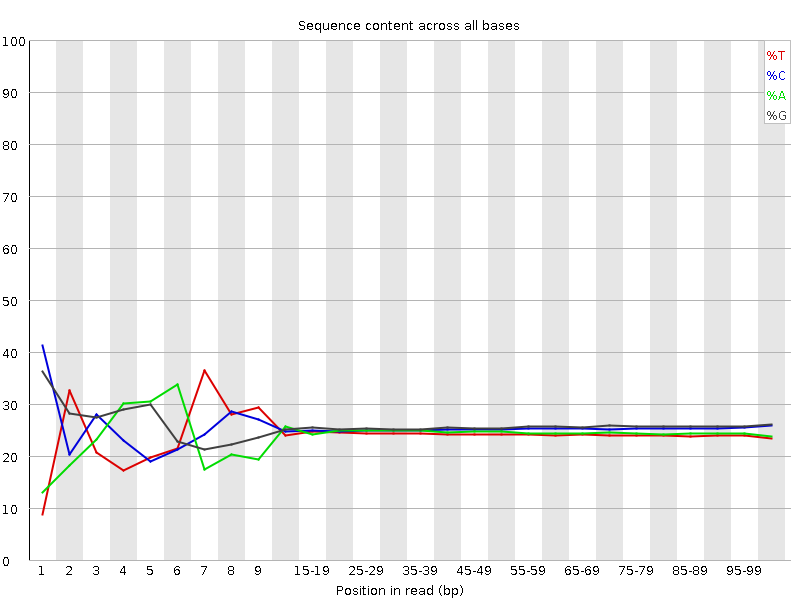 Sequence content across all bases
%T
%C
%A
%G
100
90
80
70
60
50
40
30
20
10
0
1 2 3 4 5 6 7 8 9 15-19 25-29 35-39 45-49 55-59 65-69 75-79 85-89 95-99
Position in read (bp)